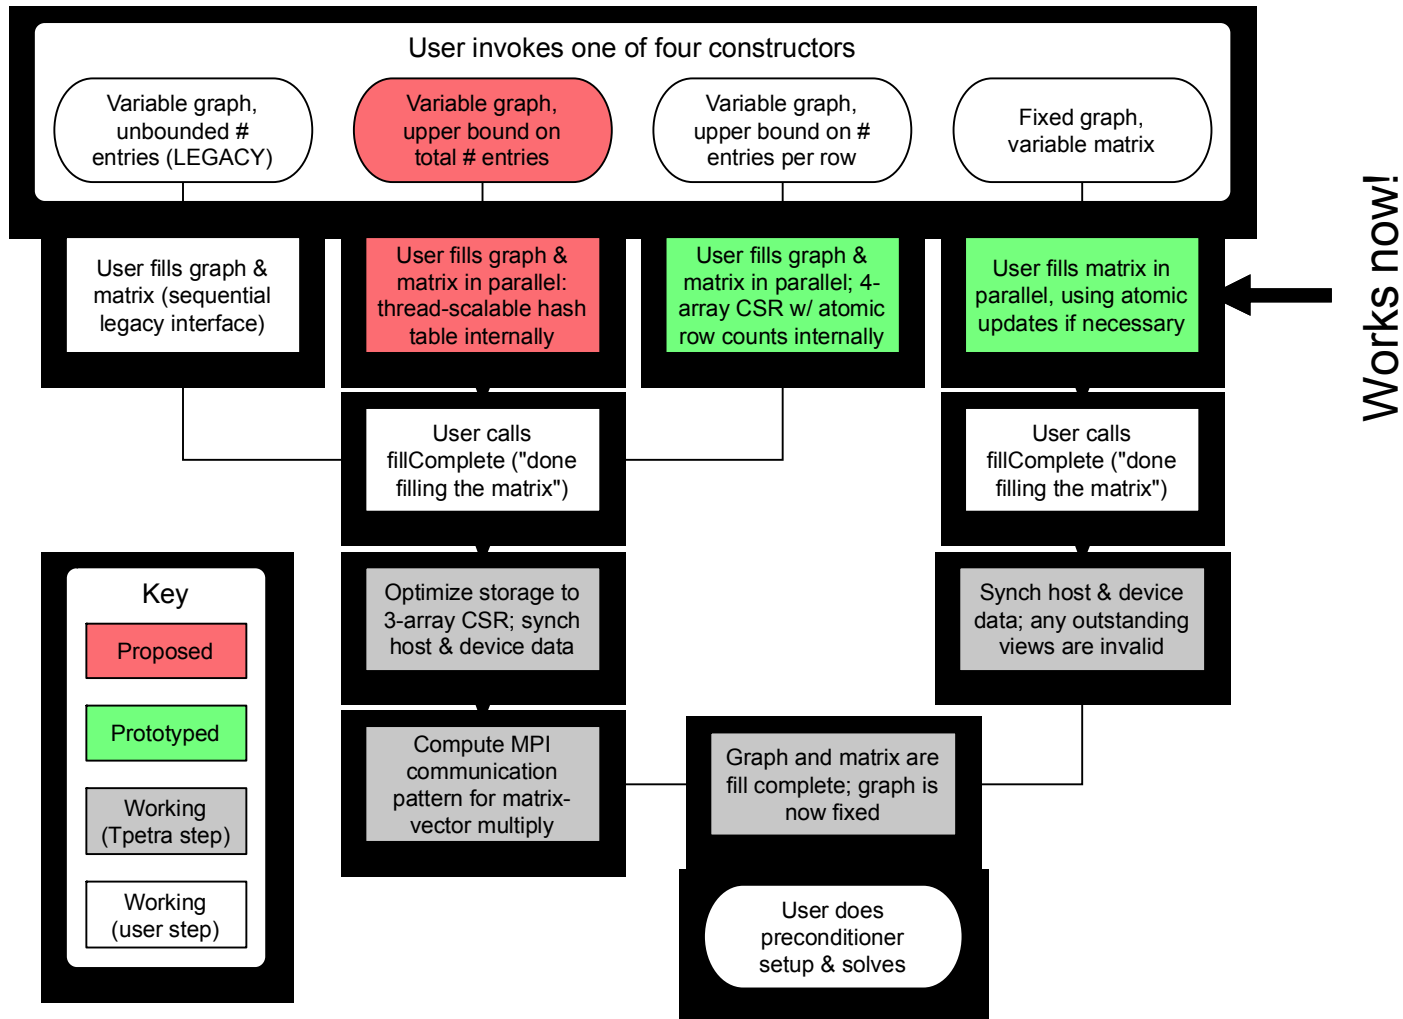 User invokes one of four constructors
Variable graph,
unbounded #
entries (LEGACY)
Variable graph,
upper bound on
total # entries
Variable graph,
upper bound on #
entries per row
Fixed graph,
variable matrix
User fills graph &
matrix (sequential
legacy interface)
User fills graph &
matrix in parallel:
thread-scalable hash
table internally
User fills graph &
matrix in parallel; 4-
array CSR w/ atomic
row counts internally
User fills matrix in
parallel, using atomic
updates if necessary
Works now!
User calls
fillComplete ("done
filling the matrix")
User calls
fillComplete ("done
filling the matrix")
Key
Proposed
Prototyped
Working
(Tpetra step)
Working
(user step)
Optimize storage to
3-array CSR; synch
host & device data
Synch host & device
data; any outstanding
views are invalid
Compute MPI
communication
pattern for matrix-
vector multiply
Graph and matrix are
fill complete; graph is
now fixed
User does
preconditioner
setup & solves